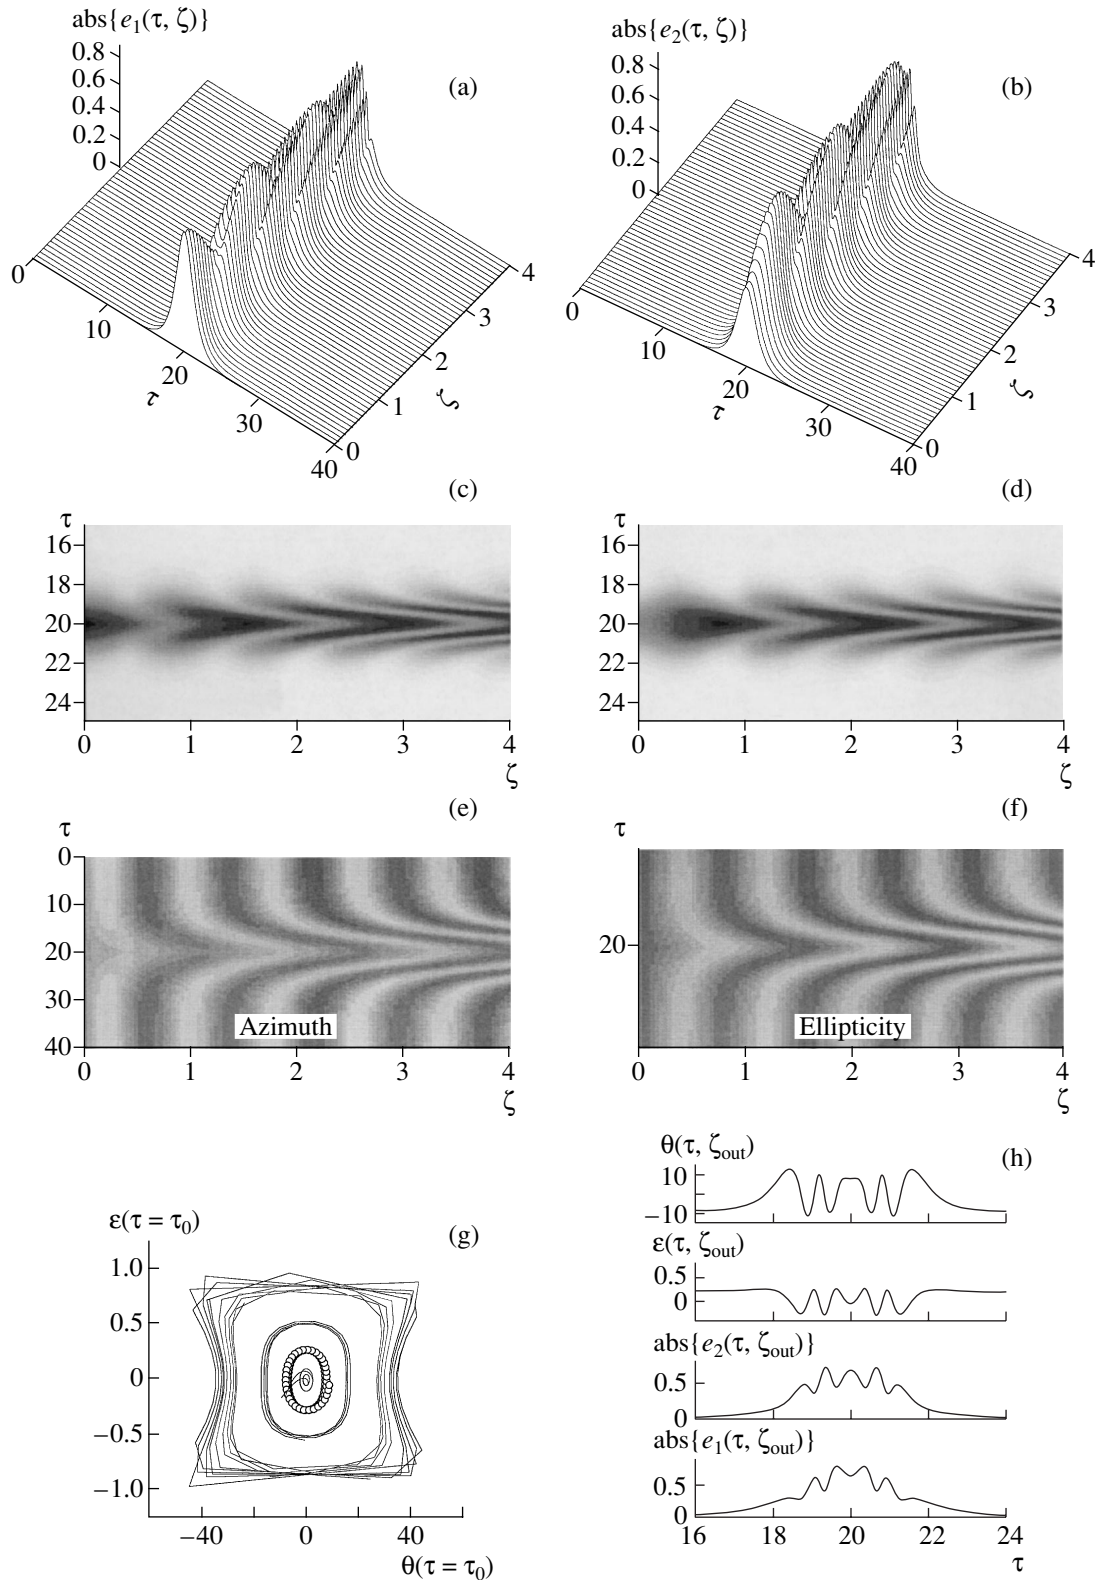 abs{e1(τ, ζ)}
0.8
0.6
0.4
0.2
0
(a)
0
10
20
30
40
τ
0
1
2
3
4
ζ
abs{e2(τ, ζ)}
0.8
0.6
0.4
0.2
0
(b)
0
10
20
30
40
τ
0
1
2
3
4
ζ
(c)
τ
16
18
20
22
24
0 1 2 3 4
ζ
(d)
τ
16
18
20
22
24
0 1 2 3 4
ζ
(e)
τ
0
10
20
30
40
Azimuth
0 1 2 3 4
ζ
(f)
τ
20
Ellipticity
0 1 2 3 4
ζ
ε(τ = τ0)
(g)
1.0
0.5
0
−0.5
−1.0
−40 0 40
θ(τ = τ0)
θ(τ, ζout)
(h)
10
−10
ε(τ, ζout)
0.5
0
abs{e2(τ, ζout)}
0.5
0
abs{e1(τ, ζout)}
0.5
0
16 18 20 22 24
τ